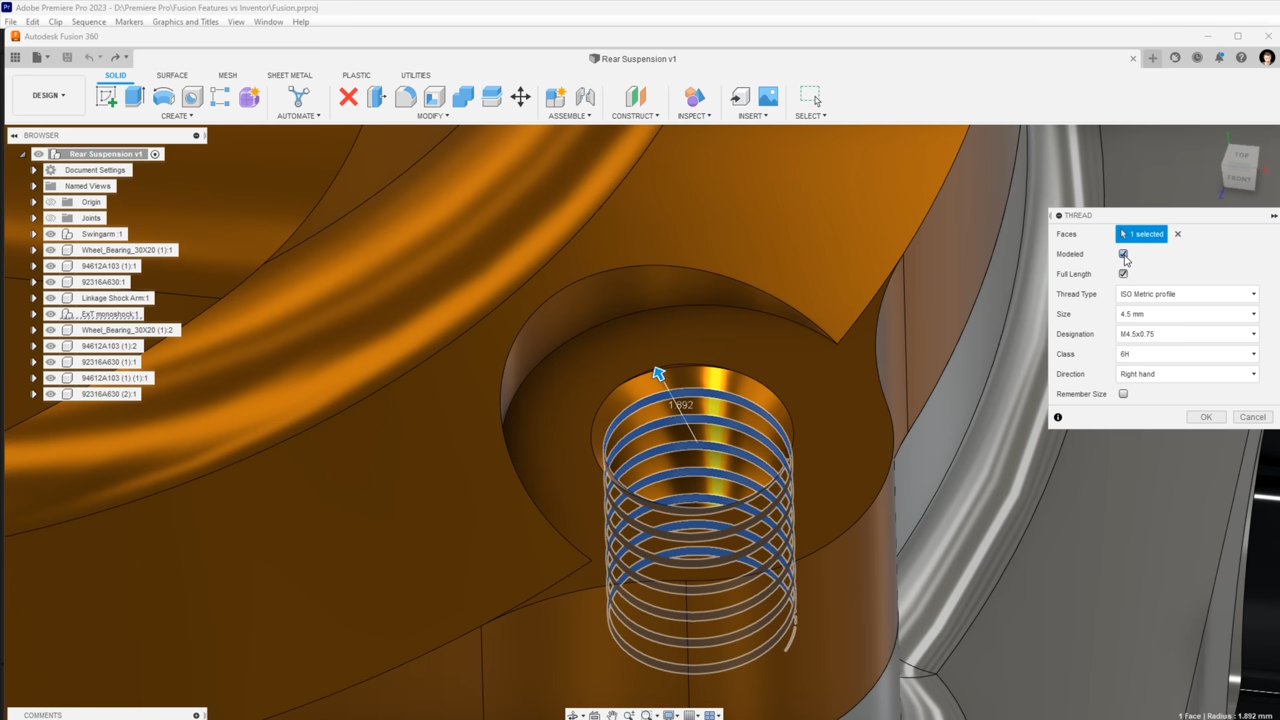 Adobe Premiere Pro 2023 - D:\Premiere Pro\Fusion Features vs Inventor\Fusion.prproj
File Edit Clip Sequence Markers Graphics and Titles View Window Help
Autodesk Fusion 360
Rear Suspension v1
SOLID SURFACE MESH SHEET METAL PLASTIC UTILITIES
DESIGN
CREATE AUTOMATE MODIFY ASSEMBLE CONSTRUCT INSPECT INSERT SELECT
BROWSER
Rear Suspension v1
Document Settings
Named Views
Origin
Joints
Swingarm :1
Wheel_Bearing_30X20 (1):1
94612A103 (1):1
92316A630:1
Linkage Shock Arm:1
ExT monoshock:1
Wheel_Bearing_30X20 (1):2
94612A103 (1):2
92316A630 (1):1
94612A103 (1) (1):1
92316A630 (2):1
TOP
FRONT
THREAD
Faces 1 selected
Modeled
Full Length
Thread Type ISO Metric profile
Size 4.5 mm
Designation M4.5x0.75
Class 6H
Direction Right hand
Remember Size
OK Cancel
1.892
COMMENTS
1 Face | Radius : 1.892 mm